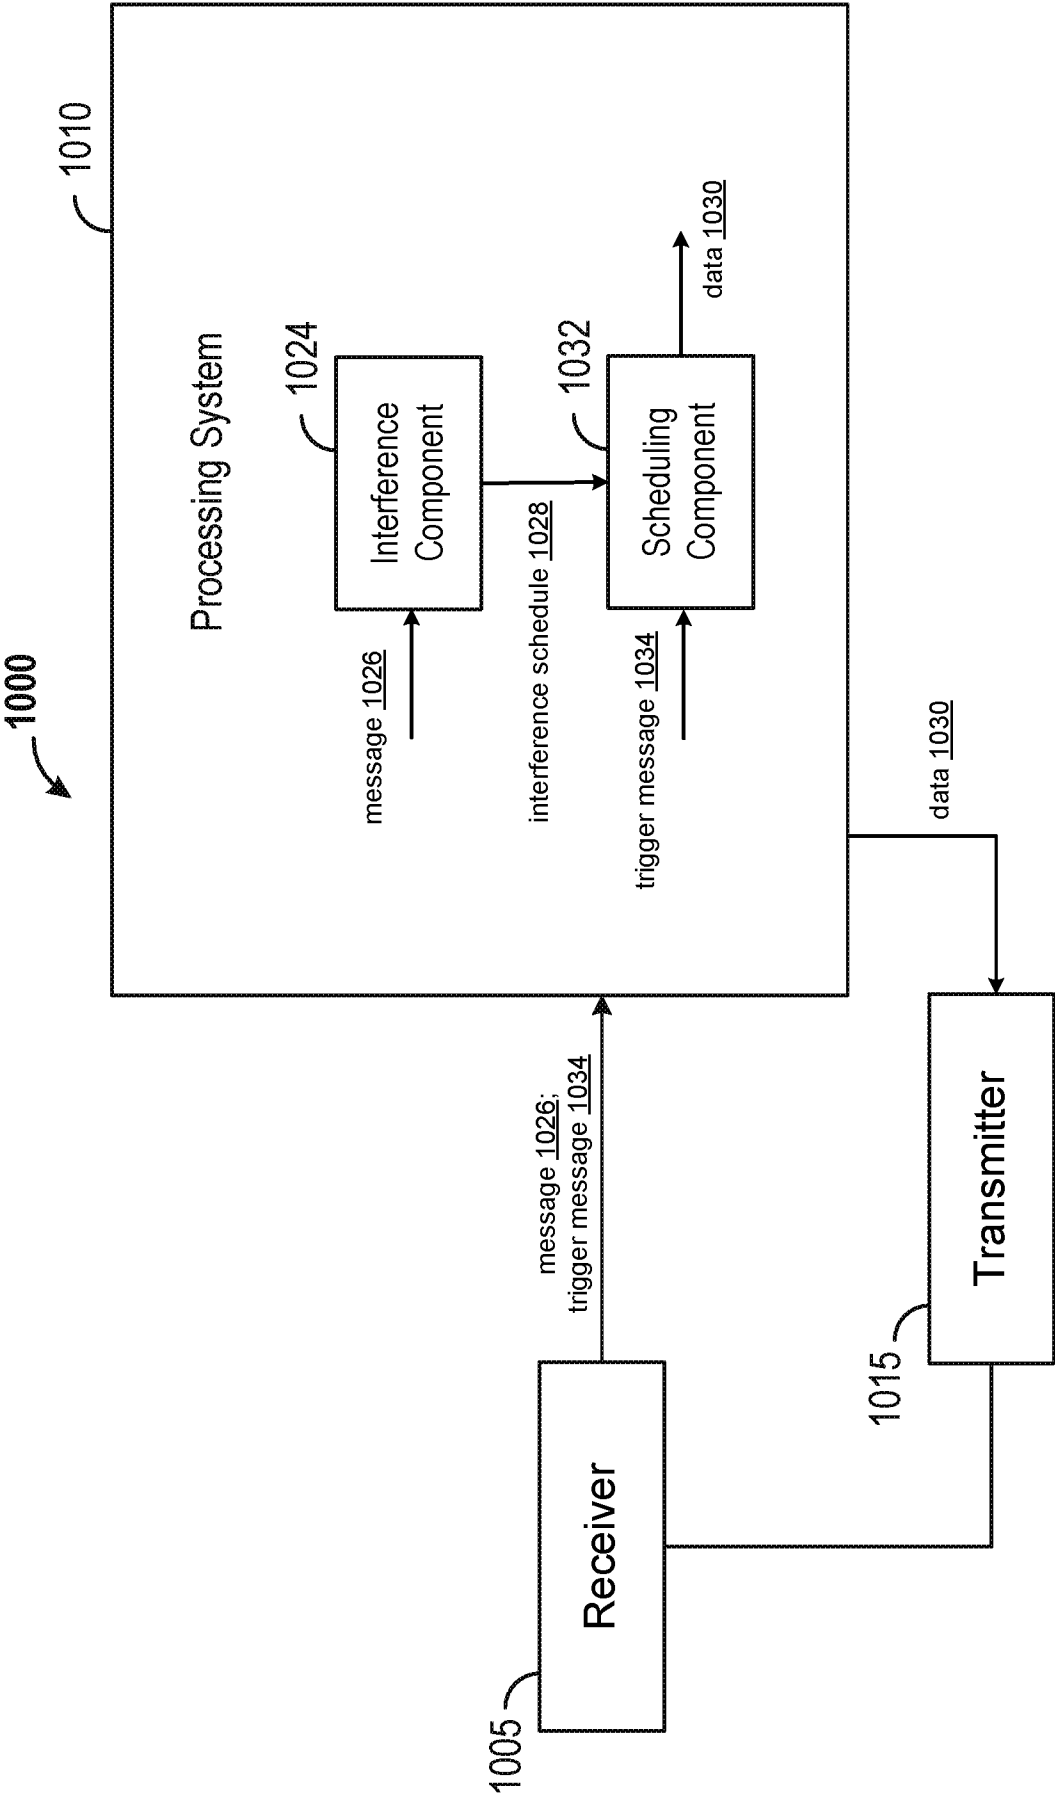 1000
1010
Processing System
1024
Interference
Component
message 1026
interference schedule 1028
1032
Scheduling
Component
trigger message 1034
data 1030
message 1026;
trigger message 1034
data 1030
1005
Receiver
1015
Transmitter